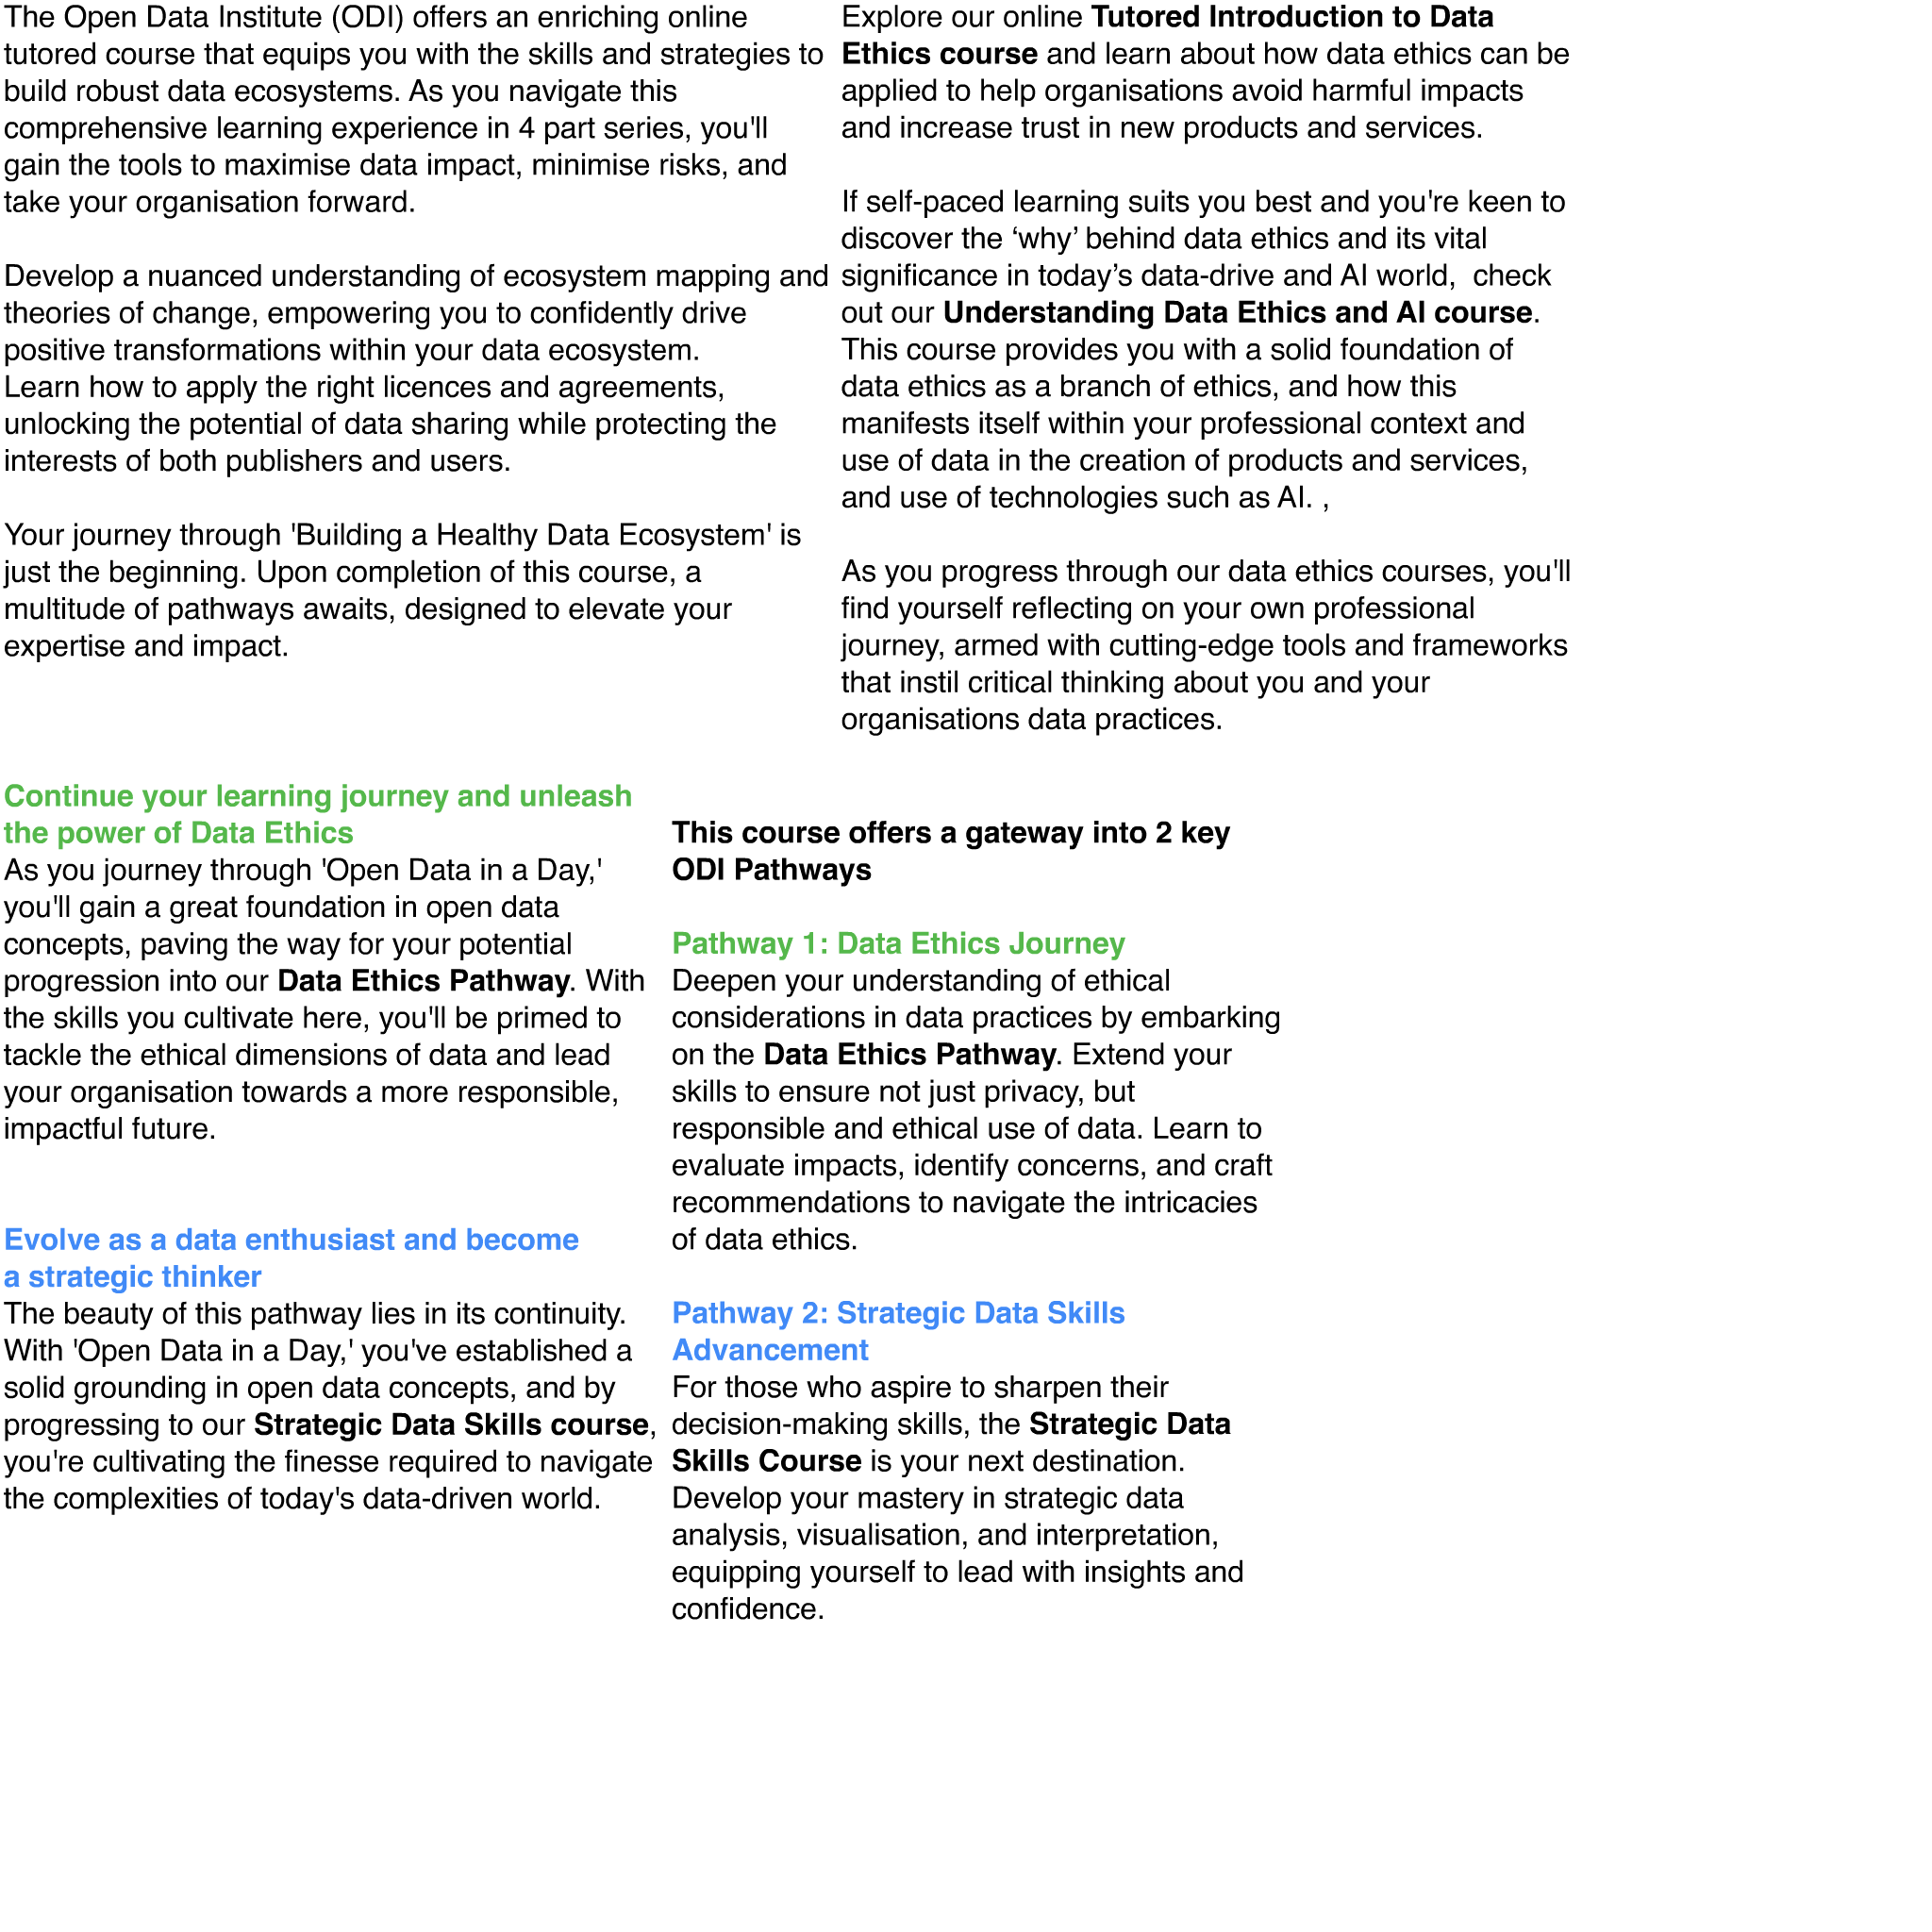 The Open Data Institute (ODI) offers an enriching online
tutored course that equips you with the skills and strategies to
build robust data ecosystems. As you navigate this
comprehensive learning experience in 4 part series, you'll
gain the tools to maximise data impact, minimise risks, and
take your organisation forward.
Develop a nuanced understanding of ecosystem mapping and
theories of change, empowering you to confidently drive
positive transformations within your data ecosystem.
Learn how to apply the right licences and agreements,
unlocking the potential of data sharing while protecting the
interests of both publishers and users.
Your journey through 'Building a Healthy Data Ecosystem' is
just the beginning. Upon completion of this course, a
multitude of pathways awaits, designed to elevate your
expertise and impact.
Explore our online Tutored Introduction to Data
Ethics course and learn about how data ethics can be
applied to help organisations avoid harmful impacts
and increase trust in new products and services.
If self-paced learning suits you best and you're keen to
discover the ‘why’ behind data ethics and its vital
significance in today’s data-drive and AI world,  check
out our Understanding Data Ethics and AI course.
This course provides you with a solid foundation of
data ethics as a branch of ethics, and how this
manifests itself within your professional context and
use of data in the creation of products and services,
and use of technologies such as AI. ,
As you progress through our data ethics courses, you'll
find yourself reflecting on your own professional
journey, armed with cutting-edge tools and frameworks
that instil critical thinking about you and your
organisations data practices.
Continue your learning journey and unleash
the power of Data Ethics
As you journey through 'Open Data in a Day,'
you'll gain a great foundation in open data
concepts, paving the way for your potential
progression into our Data Ethics Pathway. With
the skills you cultivate here, you'll be primed to
tackle the ethical dimensions of data and lead
your organisation towards a more responsible,
impactful future.
Evolve as a data enthusiast and become
a strategic thinker
The beauty of this pathway lies in its continuity.
With 'Open Data in a Day,' you've established a
solid grounding in open data concepts, and by
progressing to our Strategic Data Skills course,
you're cultivating the finesse required to navigate
the complexities of today's data-driven world.
This course offers a gateway into 2 key
ODI Pathways
Pathway 1: Data Ethics Journey
Deepen your understanding of ethical
considerations in data practices by embarking
on the Data Ethics Pathway. Extend your
skills to ensure not just privacy, but
responsible and ethical use of data. Learn to
evaluate impacts, identify concerns, and craft
recommendations to navigate the intricacies
of data ethics.
Pathway 2: Strategic Data Skills
Advancement
For those who aspire to sharpen their
decision-making skills, the Strategic Data
Skills Course is your next destination.
Develop your mastery in strategic data
analysis, visualisation, and interpretation,
equipping yourself to lead with insights and
confidence.